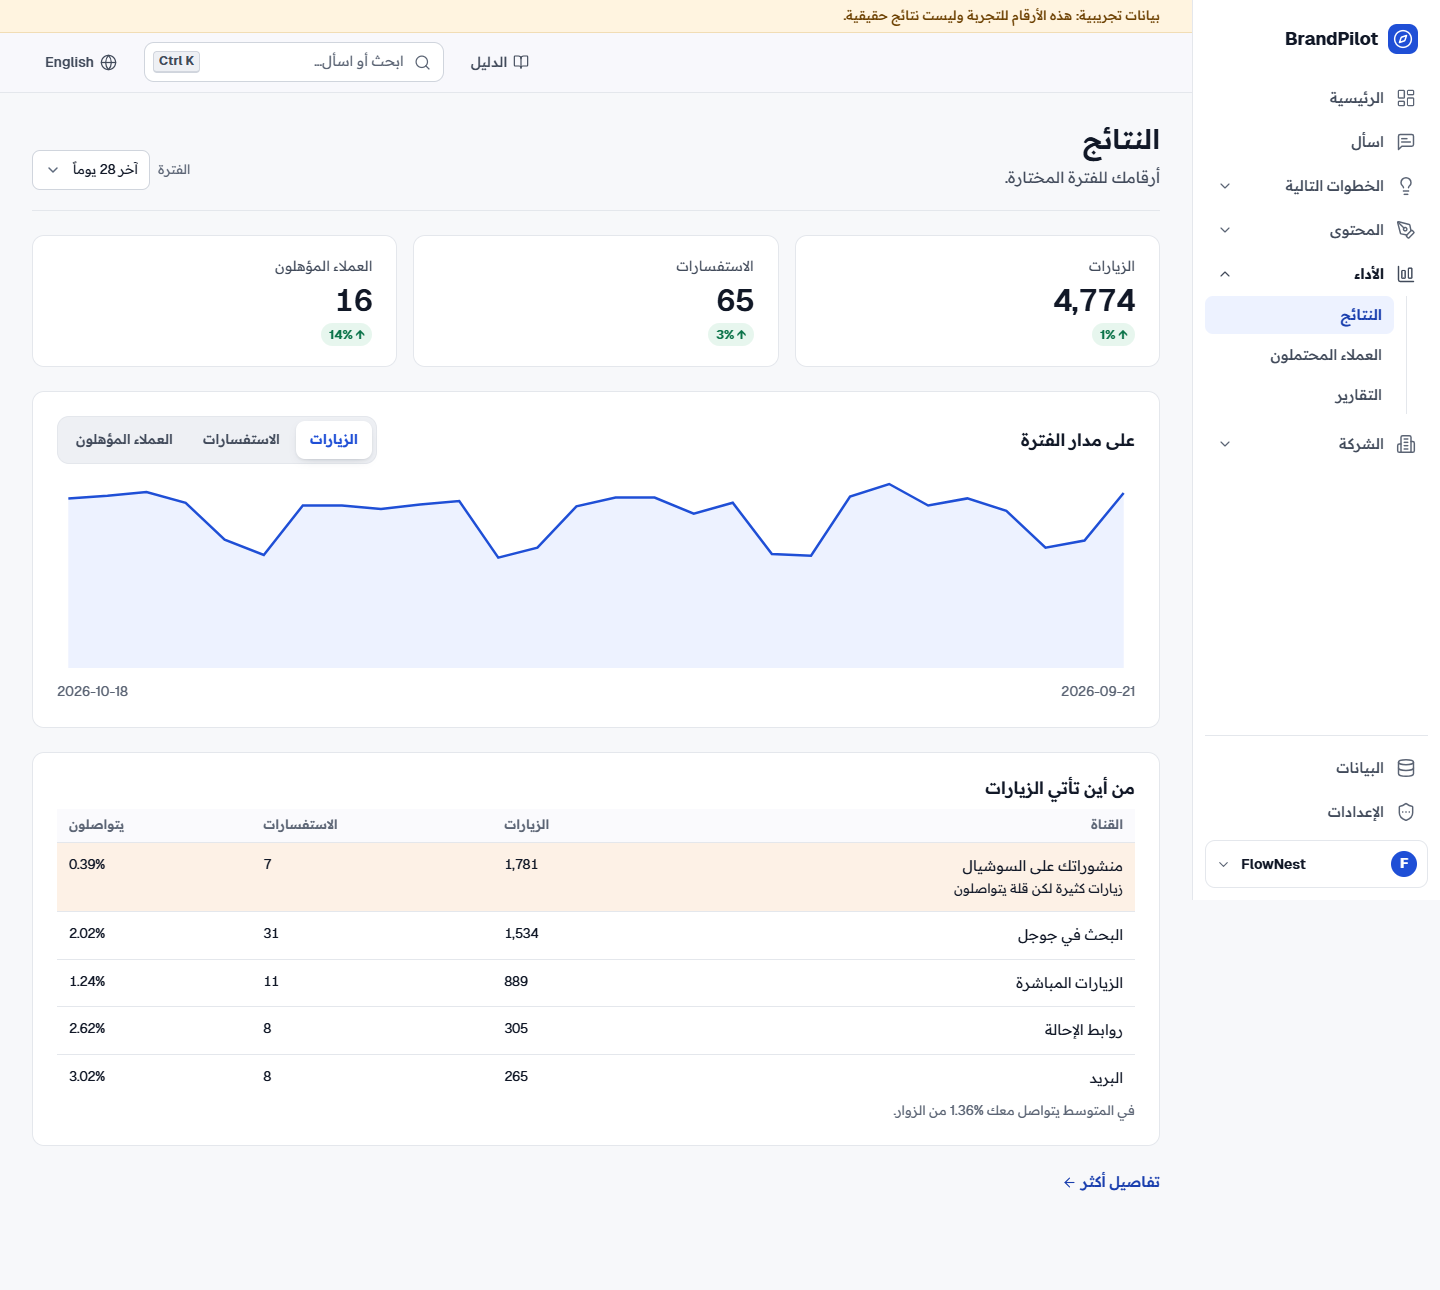 بيانات تجريبية: هذه الأرقام للتجربة وليست نتائج حقيقية.
BrandPilot
الدليل
ابحث أو اسأل...
Ctrl K
English
الرئيسية
اسأل
الخطوات التالية
المحتوى
الأداء
النتائج
العملاء المحتملون
التقارير
الشركة
البيانات
الإعدادات
F FlowNest
النتائج
أرقامك للفترة المختارة.
الفترة
آخر 28 يوماً
الزيارات
4,774
↑ 1%
الاستفسارات
65
↑ 3%
العملاء المؤهلون
16
↑ 14%
على مدار الفترة
الزيارات الاستفسارات العملاء المؤهلون
2026-09-21 2026-10-18
من أين تأتي الزيارات
القناة الزيارات الاستفسارات يتواصلون
منشوراتك على السوشيال 1,781 7 0.39%
زيارات كثيرة لكن قلة يتواصلون
البحث في جوجل 1,534 31 2.02%
الزيارات المباشرة 889 11 1.24%
روابط الإحالة 305 8 2.62%
البريد 265 8 3.02%
في المتوسط يتواصل معك 1.36% من الزوار.
تفاصيل أكثر ←